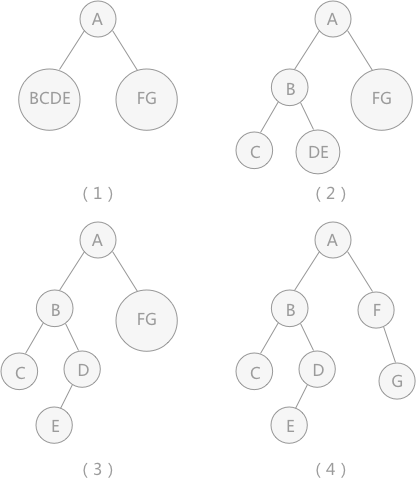 A A
BCDE FG B FG
C DE
( 1 ) ( 2 )
A A
B FG B F
C D C D G
E E
( 3 ) ( 4 )